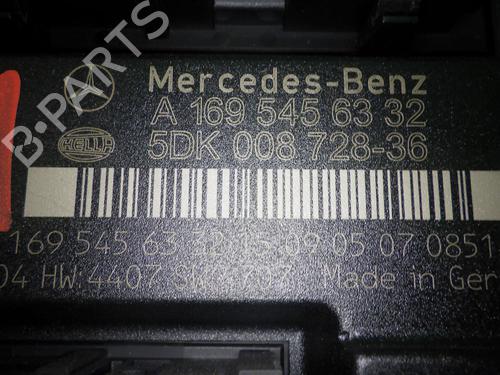 B-PARTS
Mercedes-Benz
A 169 545 63 32
HELLA
5DK 008 728-36
169 545 63 32 15 09 05 07 0851
04 HW:4407 Made in Ger